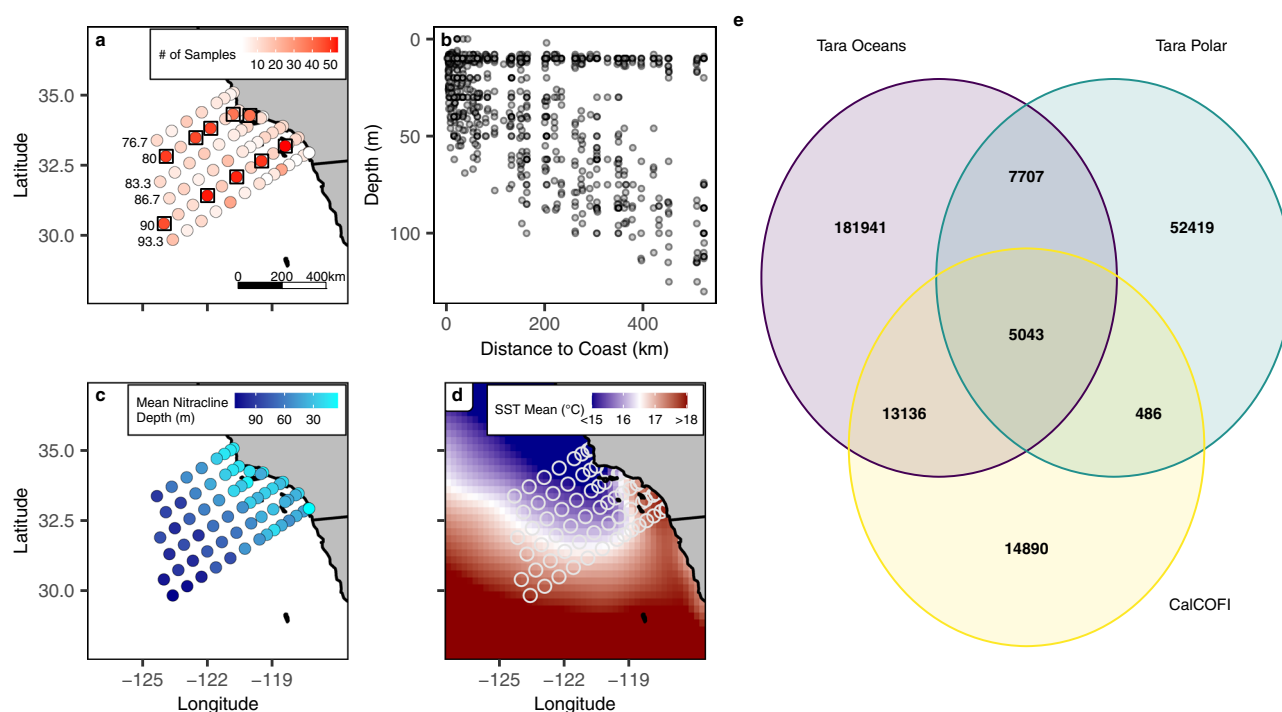 a
# of Samples
10 20 30 40 50
35.0
32.5
30.0
Latitude
76.7
80
83.3
86.7
90
93.3
0 200 400km
b
0
50
100
Depth (m)
0 200 400
Distance to Coast (km)
c
Mean Nitracline
Depth (m)
90 60 30
35.0
32.5
30.0
Latitude
−125 −122 −119
Longitude
d
SST Mean (°C)
<15 16 17 >18
−125 −122 −119
Longitude
e
Tara Oceans
Tara Polar
7707
181941
52419
5043
13136
486
14890
CalCOFI